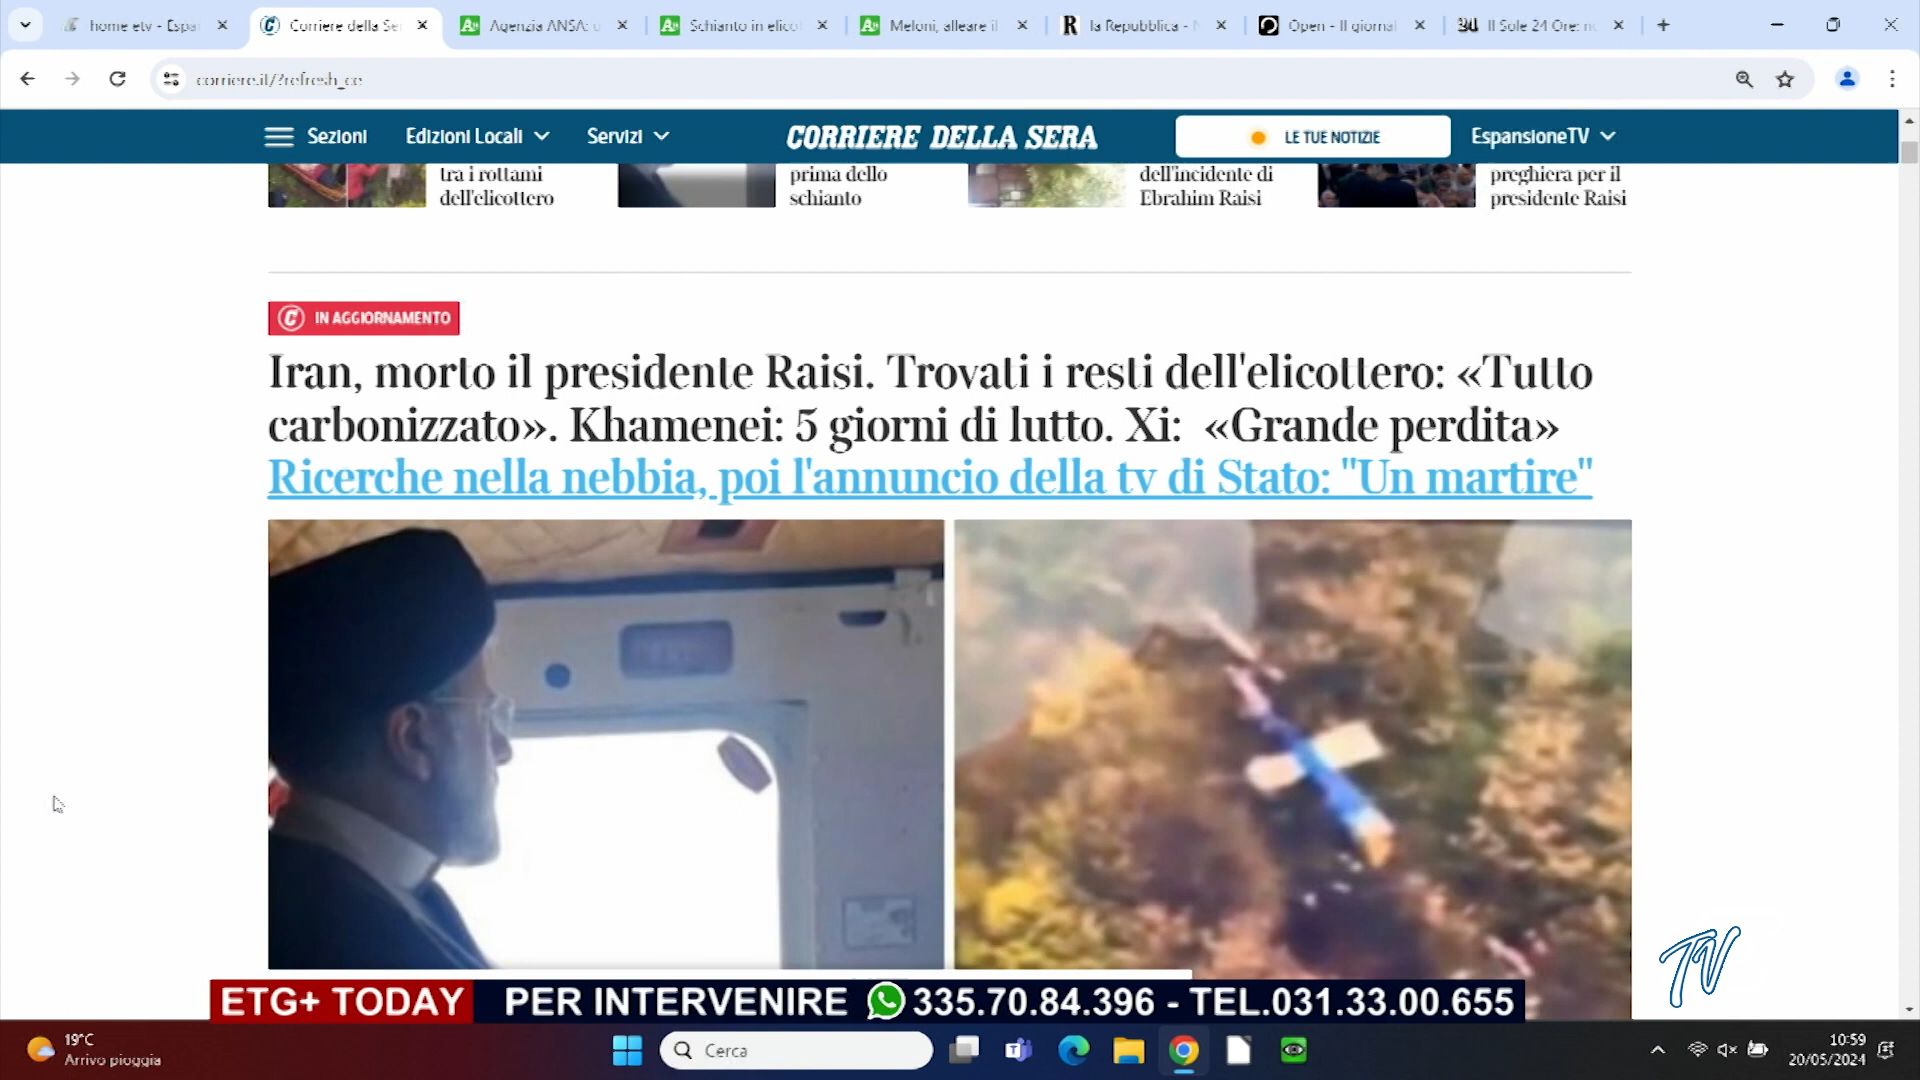 home etv - Espa
Corriere della Se
Agenzia ANSA: u
Schianto in elico
Meloni, alleare il
la Repubblica - N
Open - Il giornal
Il Sole 24 Ore: no
corriere.it/?refresh_ce
Sezioni
Edizioni Locali
Servizi
CORRIERE DELLA SERA
LE TUE NOTIZIE
EspansioneTV
tra i rottami
dell'elicottero
prima dello
schianto
dell'incidente di
Ebrahim Raisi
preghiera per il
presidente Raisi
IN AGGIORNAMENTO
Iran, morto il presidente Raisi. Trovati i resti dell'elicottero: «Tutto
carbonizzato». Khamenei: 5 giorni di lutto. Xi: «Grande perdita»
Ricerche nella nebbia, poi l'annuncio della tv di Stato: "Un martire"
TV
ETG+ TODAY
PER INTERVENIRE 335.70.84.396 - TEL.031.33.00.655
19°C
Arrivo pioggia
Cerca
10:59
20/05/2024